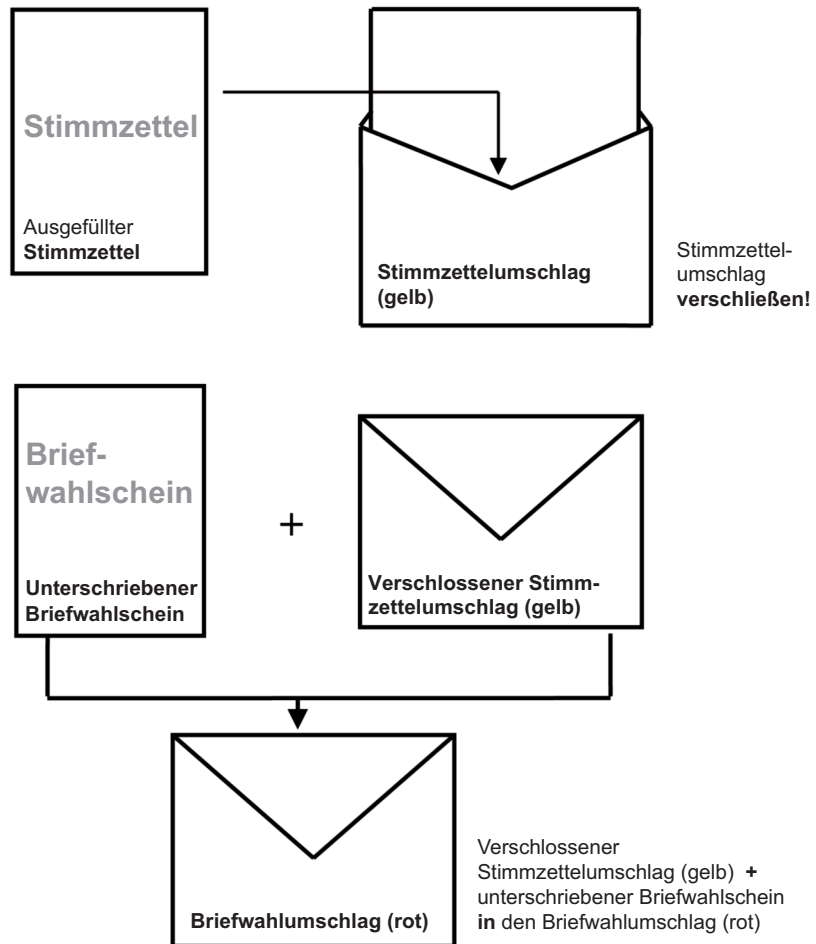 Stimmzettel
Ausgefüllter
Stimmzettel
Stimmzettelumschlag
(gelb)
Stimmzettel-
umschlag
verschließen!
Brief-
wahlschein
Unterschriebener
Briefwahlschein
+
Verschlossener Stimm-
zettelumschlag (gelb)
Briefwahlumschlag (rot)
Verschlossener
Stimmzettelumschlag (gelb) +
unterschriebener Briefwahlschein
in den Briefwahlumschlag (rot)